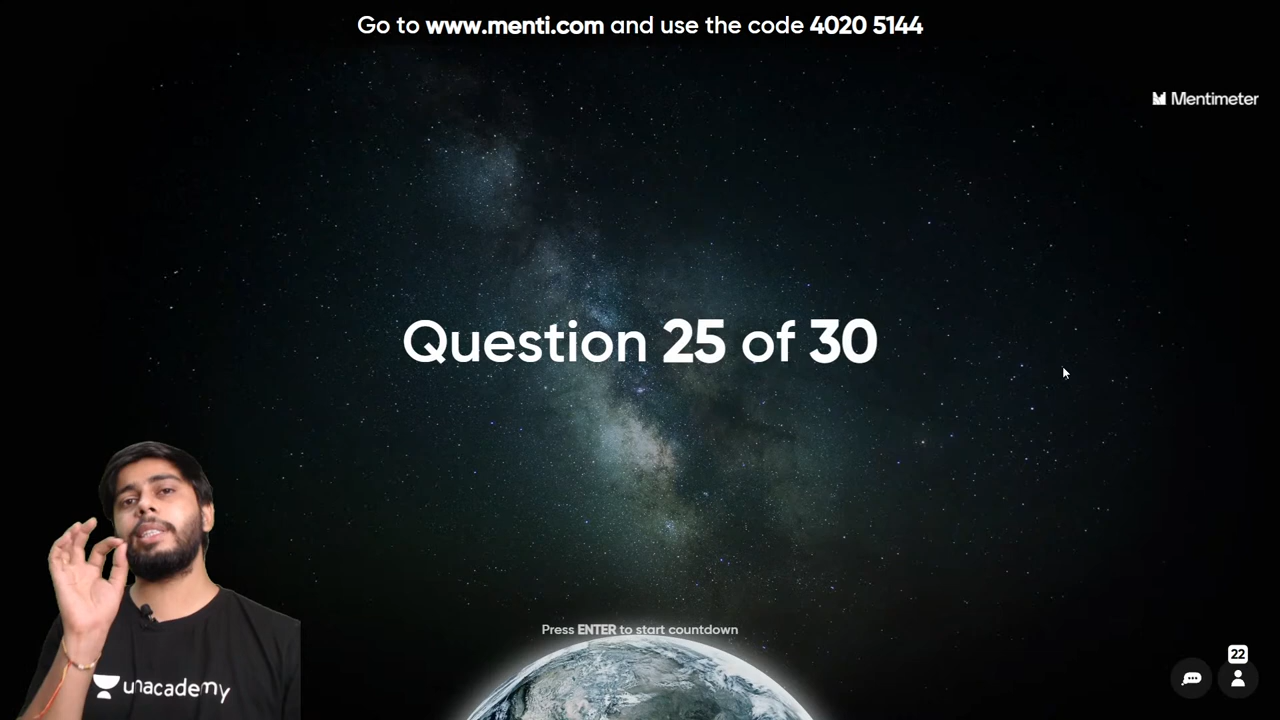 Go to www.menti.com and use the code 4020 5144
Mentimeter
Question 25 of 30
Press ENTER to start countdown
unacademy
22